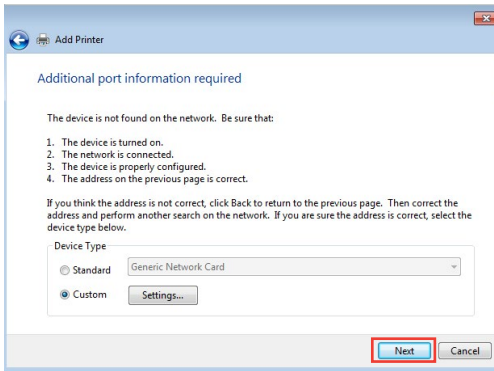 Add Printer
Additional port information required
The device is not found on the network. Be sure that:
1. The device is turned on.
2. The network is connected.
3. The device is properly configured.
4. The address on the previous page is correct.
If you think the address is not correct, click Back to return to the previous page. Then correct the
address and perform another search on the network. If you are sure the address is correct, select the
device type below.
Device Type
Standard Generic Network Card
Custom Settings...
Next Cancel